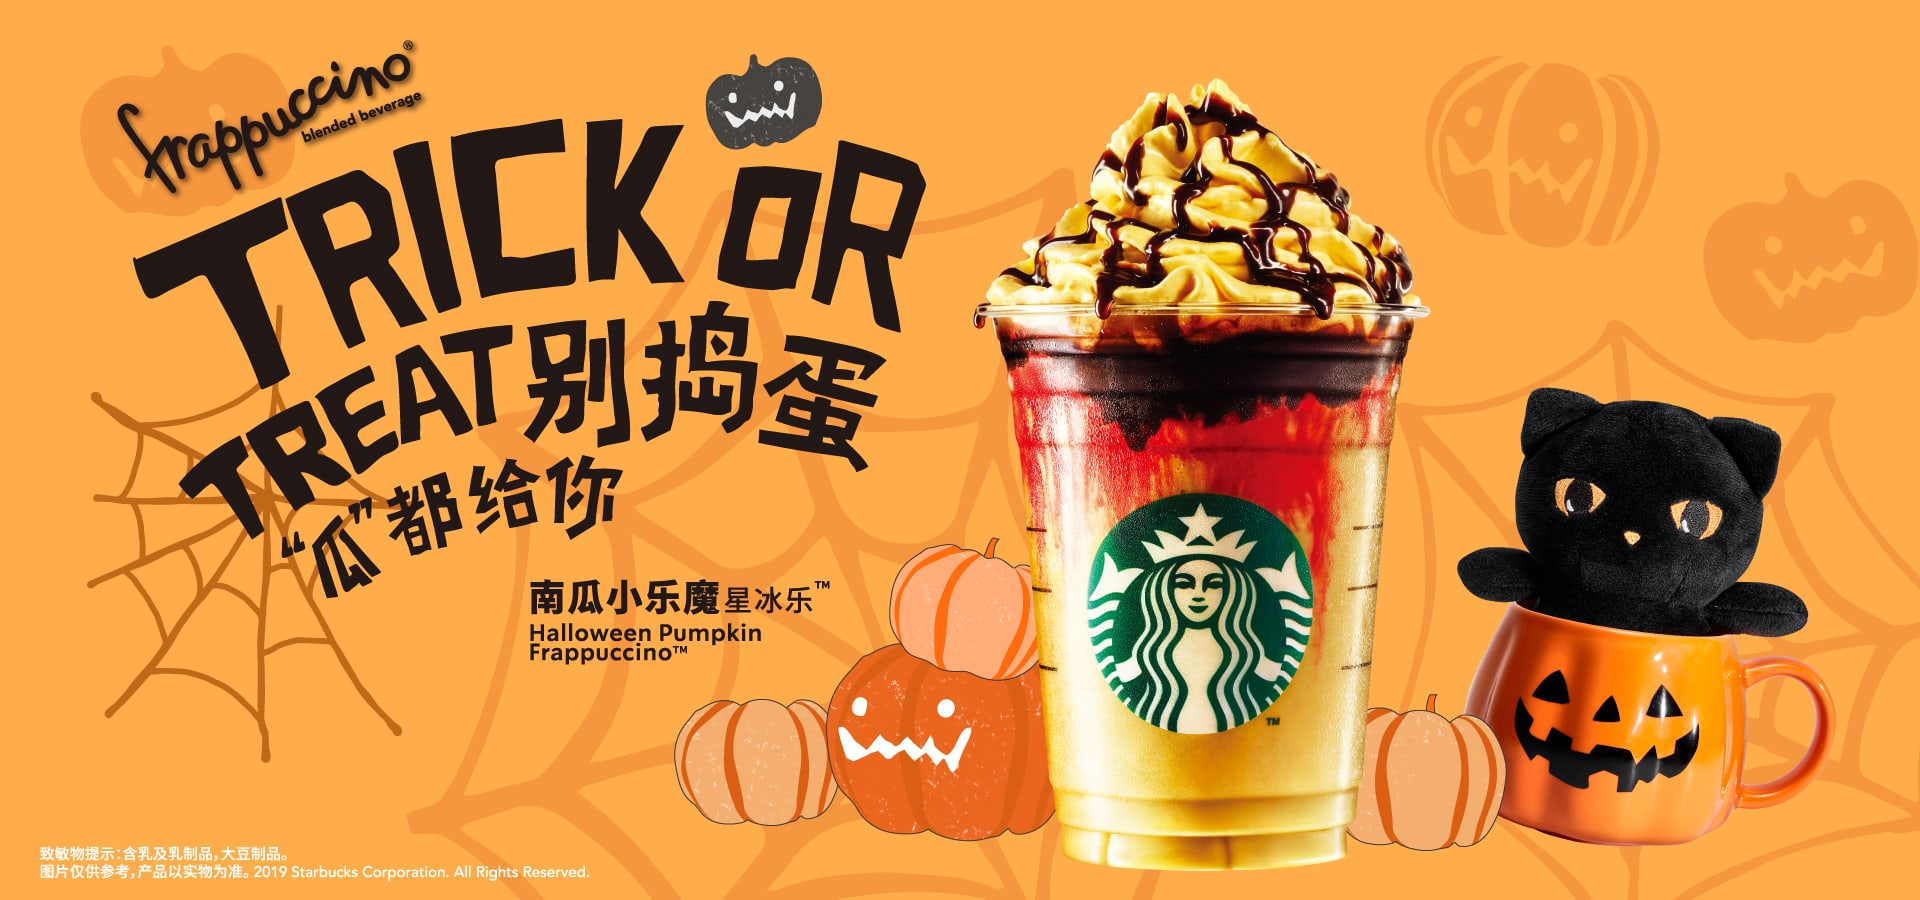 frappuccino®
blended beverage
TRICK OR
TREAT别捣蛋
“瓜”都给你
南瓜小乐魔星冰乐™
Halloween Pumpkin
Frappuccino™
TM
致敏物提示：含乳及乳制品，大豆制品。
图片仅供参考，产品以实物为准。2019 Starbucks Corporation. All Rights Reserved.